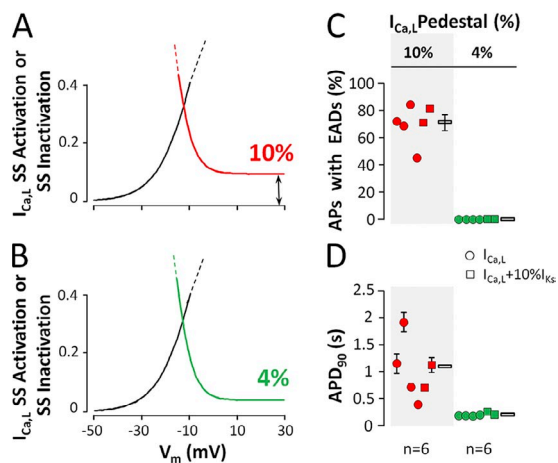 A
I_Ca,L SS Activation or
SS Inactivation
0.4
0.2
0
10%
B
I_Ca,L SS Activation or
SS Inactivation
0.4
0.2
0
4%
-50 -30 -10 10 30
V_m (mV)
I_Ca,L Pedestal (%)
10% 4%
C
APs with EADs (%)
100
80
60
40
20
0
D
I_Ca,L
I_Ca,L+10%I_Ks
APD_90 (s)
2.5
2
1.5
1
0.5
0
n=6 n=6